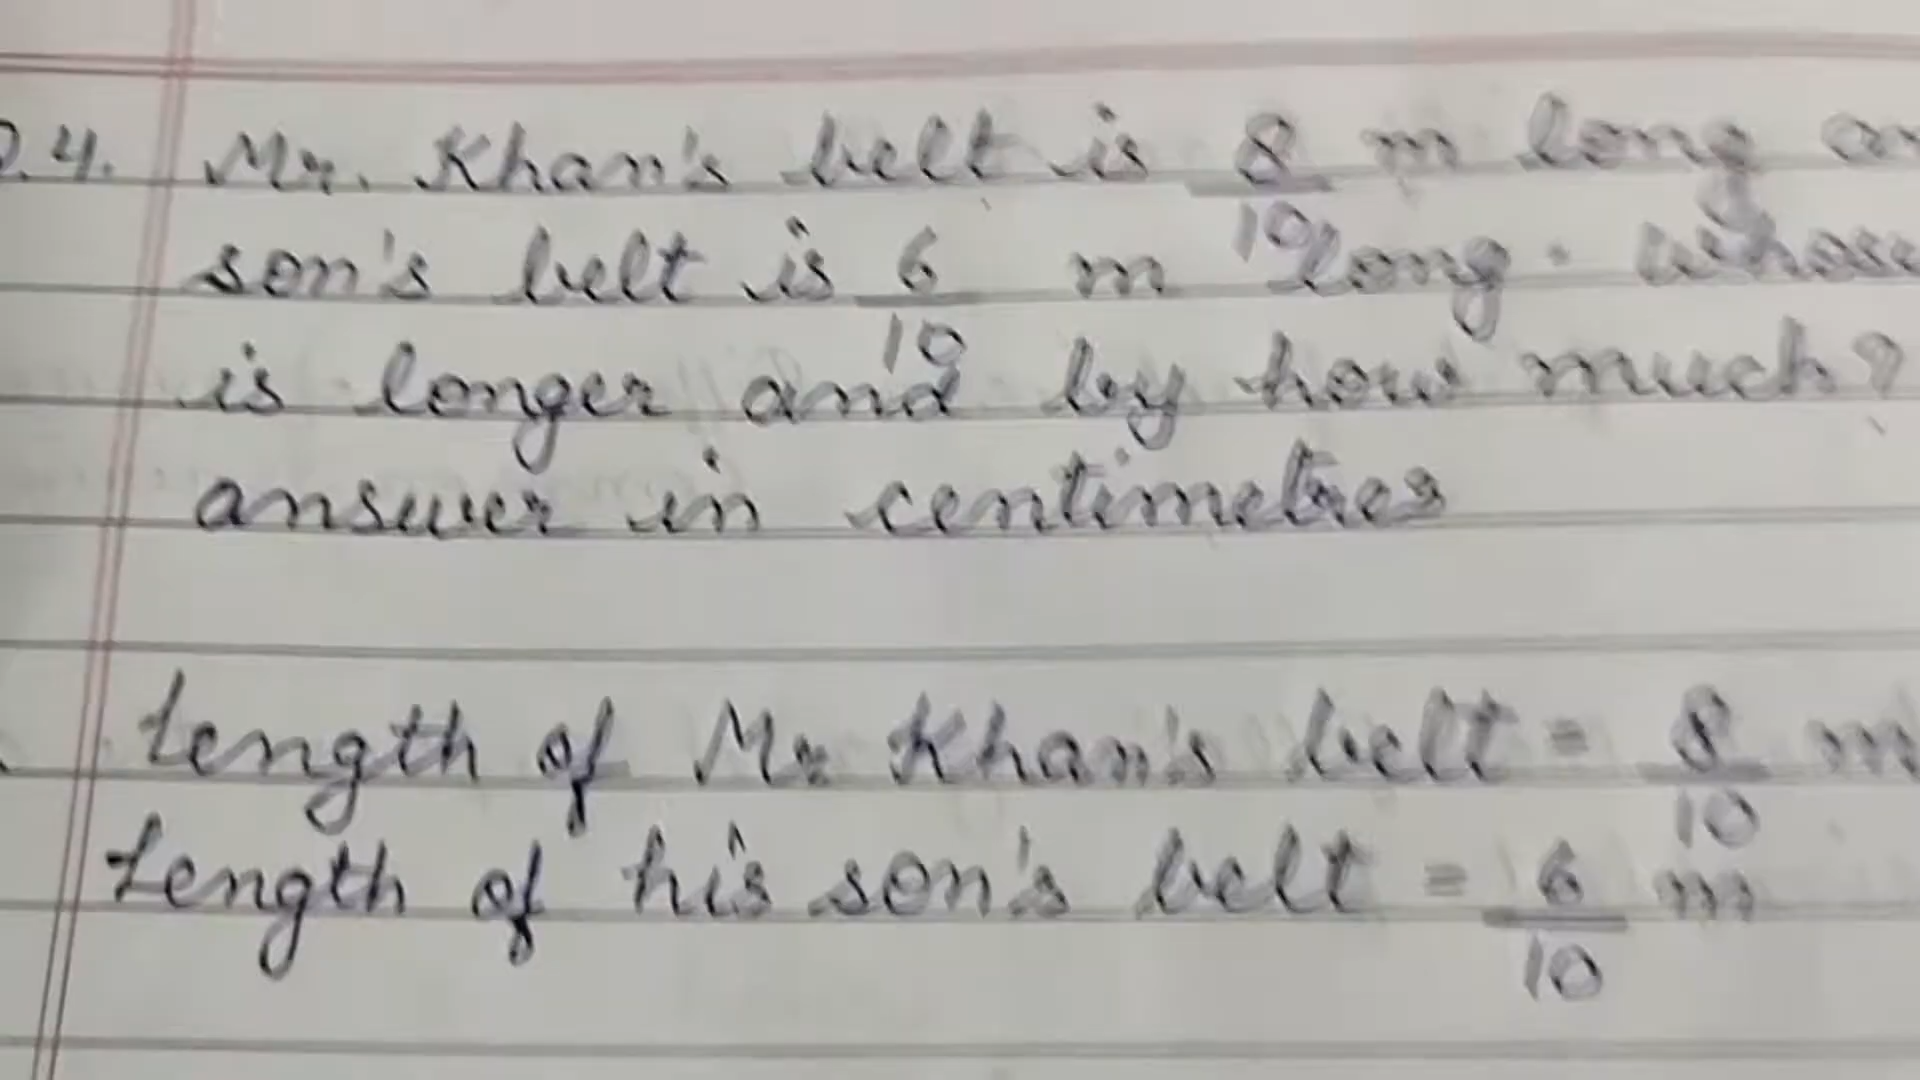 Q.4. Mr. Khan's belt is 8/10 m long
son's belt is 6/10 m long. whose
is longer and by how much?
answer in centimetres
Length of Mr Khan's belt = 8/10 m
Length of his son's belt = 6/10 m